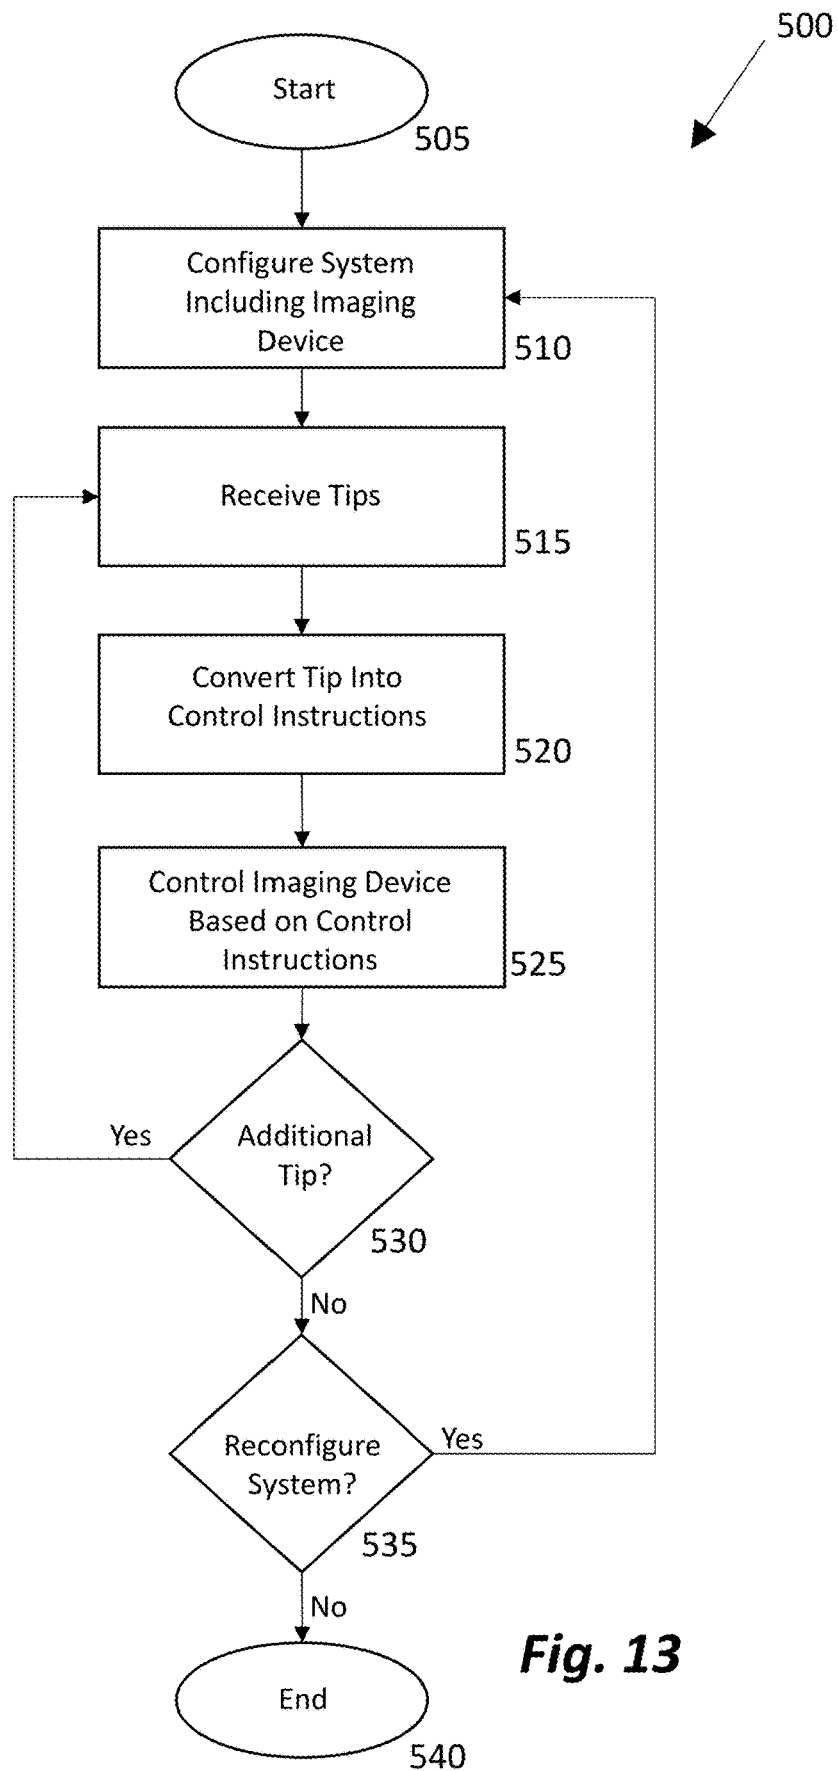 500
Start
505
Configure System
Including Imaging
Device
510
Receive Tips
515
Convert Tip Into
Control Instructions
520
Control Imaging Device
Based on Control
Instructions
525
Yes
Additional
Tip?
530
No
Reconfigure
System?
Yes
535
No
End
540
Fig. 13